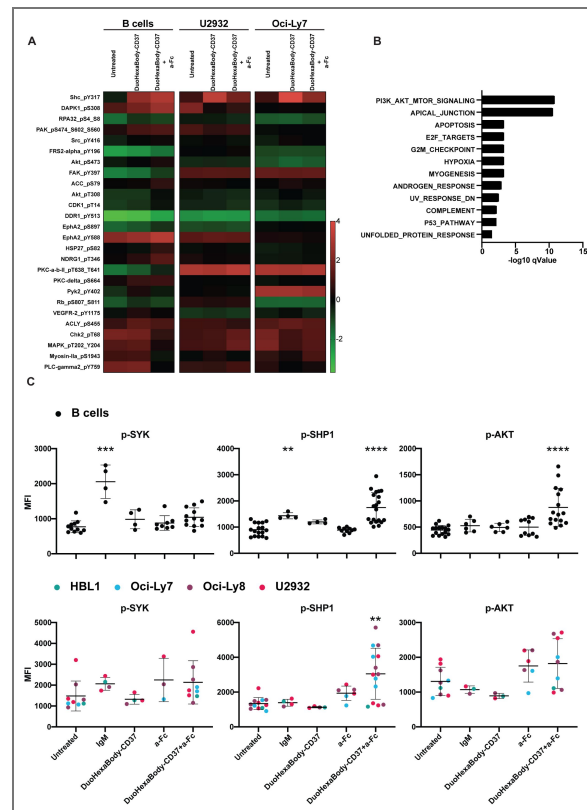 A
B cells
U2932
Oci-Ly7
Untreated
DuoHexaBody-CD37
DuoHexaBody-CD37 + a-Fc
Untreated
DuoHexaBody-CD37
DuoHexaBody-CD37 + a-Fc
Untreated
DuoHexaBody-CD37
DuoHexaBody-CD37 + a-Fc
Shc_pY317
DAPK1_pS308
RPA32_pS4_S8
PAK_pS474_S602_S560
Src_pY416
FRS2-alpha_pY196
Akt_pS473
FAK_pY397
ACC_pS79
Akt_pT308
CDK1_pT14
DDR1_pY513
EphA2_pS897
EphA2_pY588
HSP27_pS82
NDRG1_pT346
PKC-a-b-II_pT638_T641
PKC-delta_pS664
Pyk2_pY402
Rb_pS807_S811
VEGFR-2_pY1175
ACLY_pS455
Chk2_pT68
MAPK_pT202_Y204
Myosin-IIa_pS1943
PLC-gamma2_pY759
4
2
0
-2
B
PI3K_AKT_MTOR_SIGNALING
APICAL_JUNCTION
APOPTOSIS
E2F_TARGETS
G2M_CHECKPOINT
HYPOXIA
MYOGENESIS
ANDROGEN_RESPONSE
UV_RESPONSE_DN
COMPLEMENT
P53_PATHWAY
UNFOLDED_PROTEIN_RESPONSE
0 5 10 15
-log10 qValue
C
B cells
p-SYK
p-SHP1
p-AKT
MFI
3000
2000
1000
0
***
4000
3000
2000
1000
0
**
****
2000
1500
1000
500
0
****
HBL1
Oci-Ly7
Oci-Ly8
U2932
p-SYK
p-SHP1
p-AKT
MFI
5000
4000
3000
2000
1000
0
6000
4000
2000
0
**
3000
2000
1000
0
Untreated
IgM
DuoHexaBody-CD37
a-Fc
DuoHexaBody-CD37+a-Fc
Untreated
IgM
DuoHexaBody-CD37
a-Fc
DuoHexaBody-CD37+a-Fc
Untreated
IgM
DuoHexaBody-CD37
a-Fc
DuoHexaBody-CD37+a-Fc